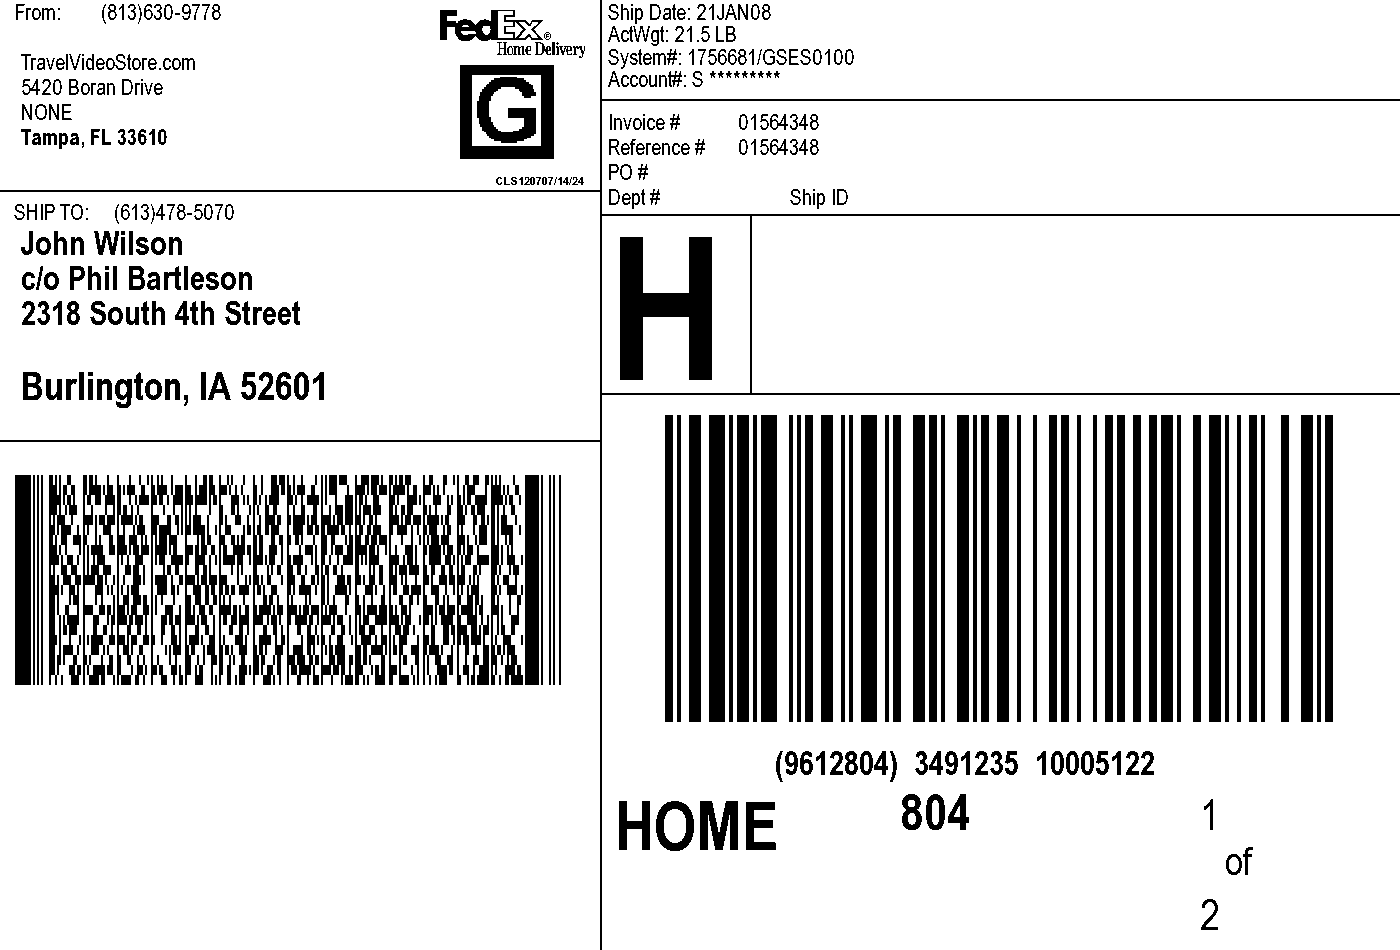 From: (813)630-9778
TravelVideoStore.com
5420 Boran Drive
NONE
Tampa, FL 33610
FedEx®
Home Delivery
G
CLS120707/14/24
SHIP TO: (613)478-5070
John Wilson
c/o Phil Bartleson
2318 South 4th Street
Burlington, IA 52601
Ship Date: 21JAN08
ActWgt: 21.5 LB
System#: 1756681/GSES0100
Account#: S *********
Invoice # 01564348
Reference # 01564348
PO #
Dept # Ship ID
H
(9612804) 3491235 10005122
HOME 804 1
of
2